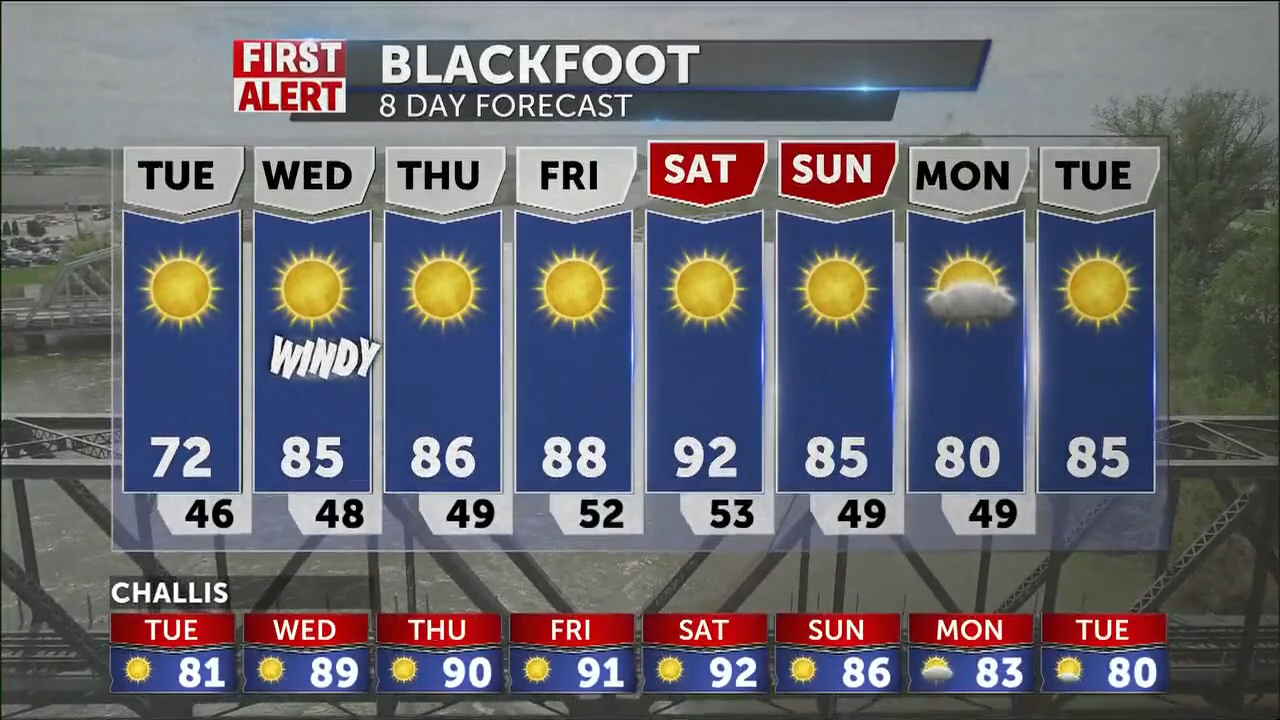 FIRST
ALERT
BLACKFOOT
8 DAY FORECAST
TUE WED THU FRI SAT SUN MON TUE
WINDY
72 85 86 88 92 85 80 85
46 48 49 52 53 49 49
CHALLIS
TUE WED THU FRI SAT SUN MON TUE
81 89 90 91 92 86 83 80